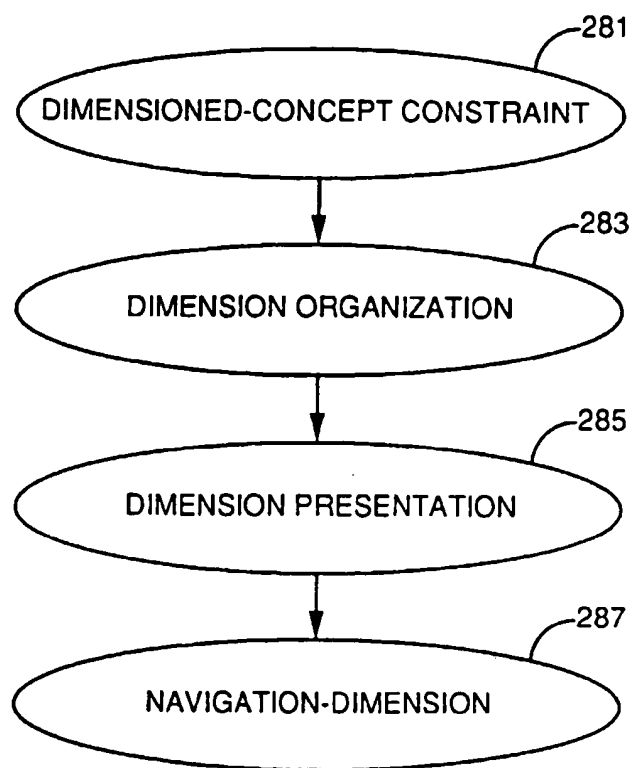 281
DIMENSIONED-CONCEPT CONSTRAINT
283
DIMENSION ORGANIZATION
285
DIMENSION PRESENTATION
287
NAVIGATION-DIMENSION